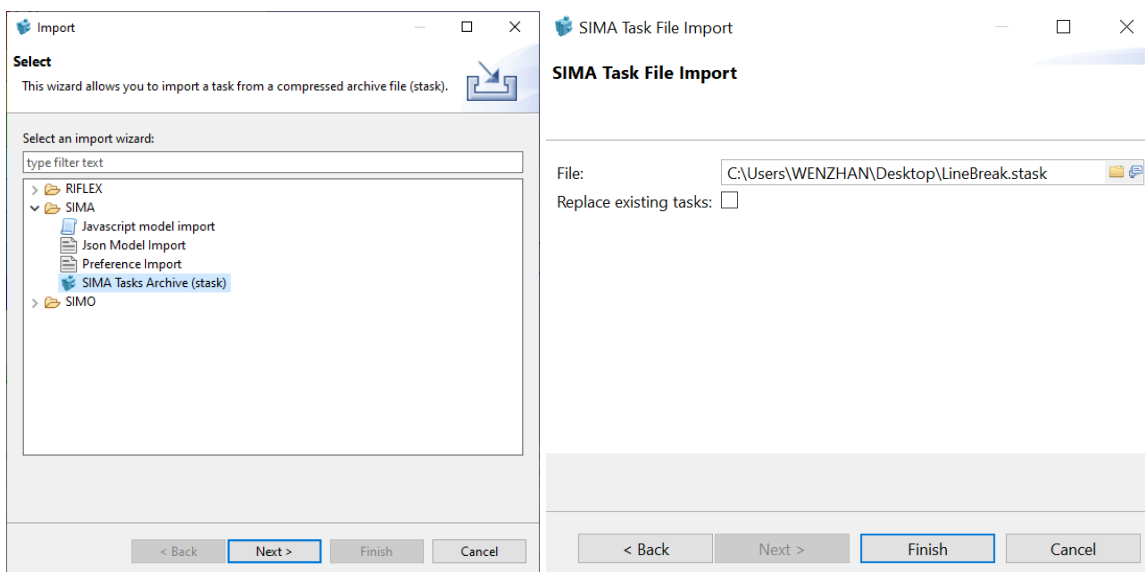 Import
Select
This wizard allows you to import a task from a compressed archive file (stask).
Select an import wizard:
type filter text
RIFLEX
SIMA
Javascript model import
Json Model Import
Preference Import
SIMA Tasks Archive (stask)
SIMO
< Back Next > Finish Cancel
SIMA Task File Import
SIMA Task File Import
File: C:\Users\WENZHAN\Desktop\LineBreak.stask
Replace existing tasks:
< Back Next > Finish Cancel